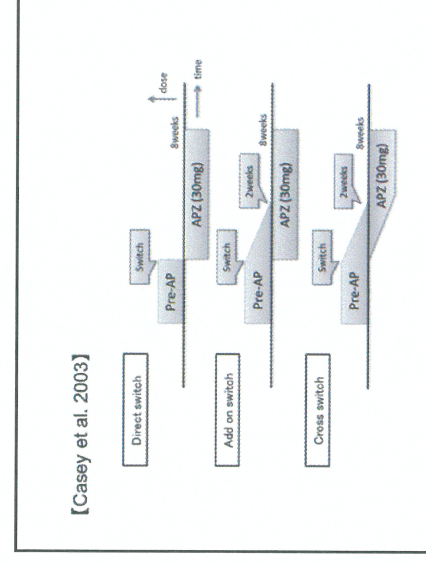 【Casey et al. 2003】
Direct switch
Switch
Pre-AP
APZ (30mg)
8weeks
dose
time
Add on switch
Switch
Pre-AP
2weeks
APZ (30mg)
8weeks
Cross switch
Switch
Pre-AP
2weeks
APZ (30mg)
8weeks